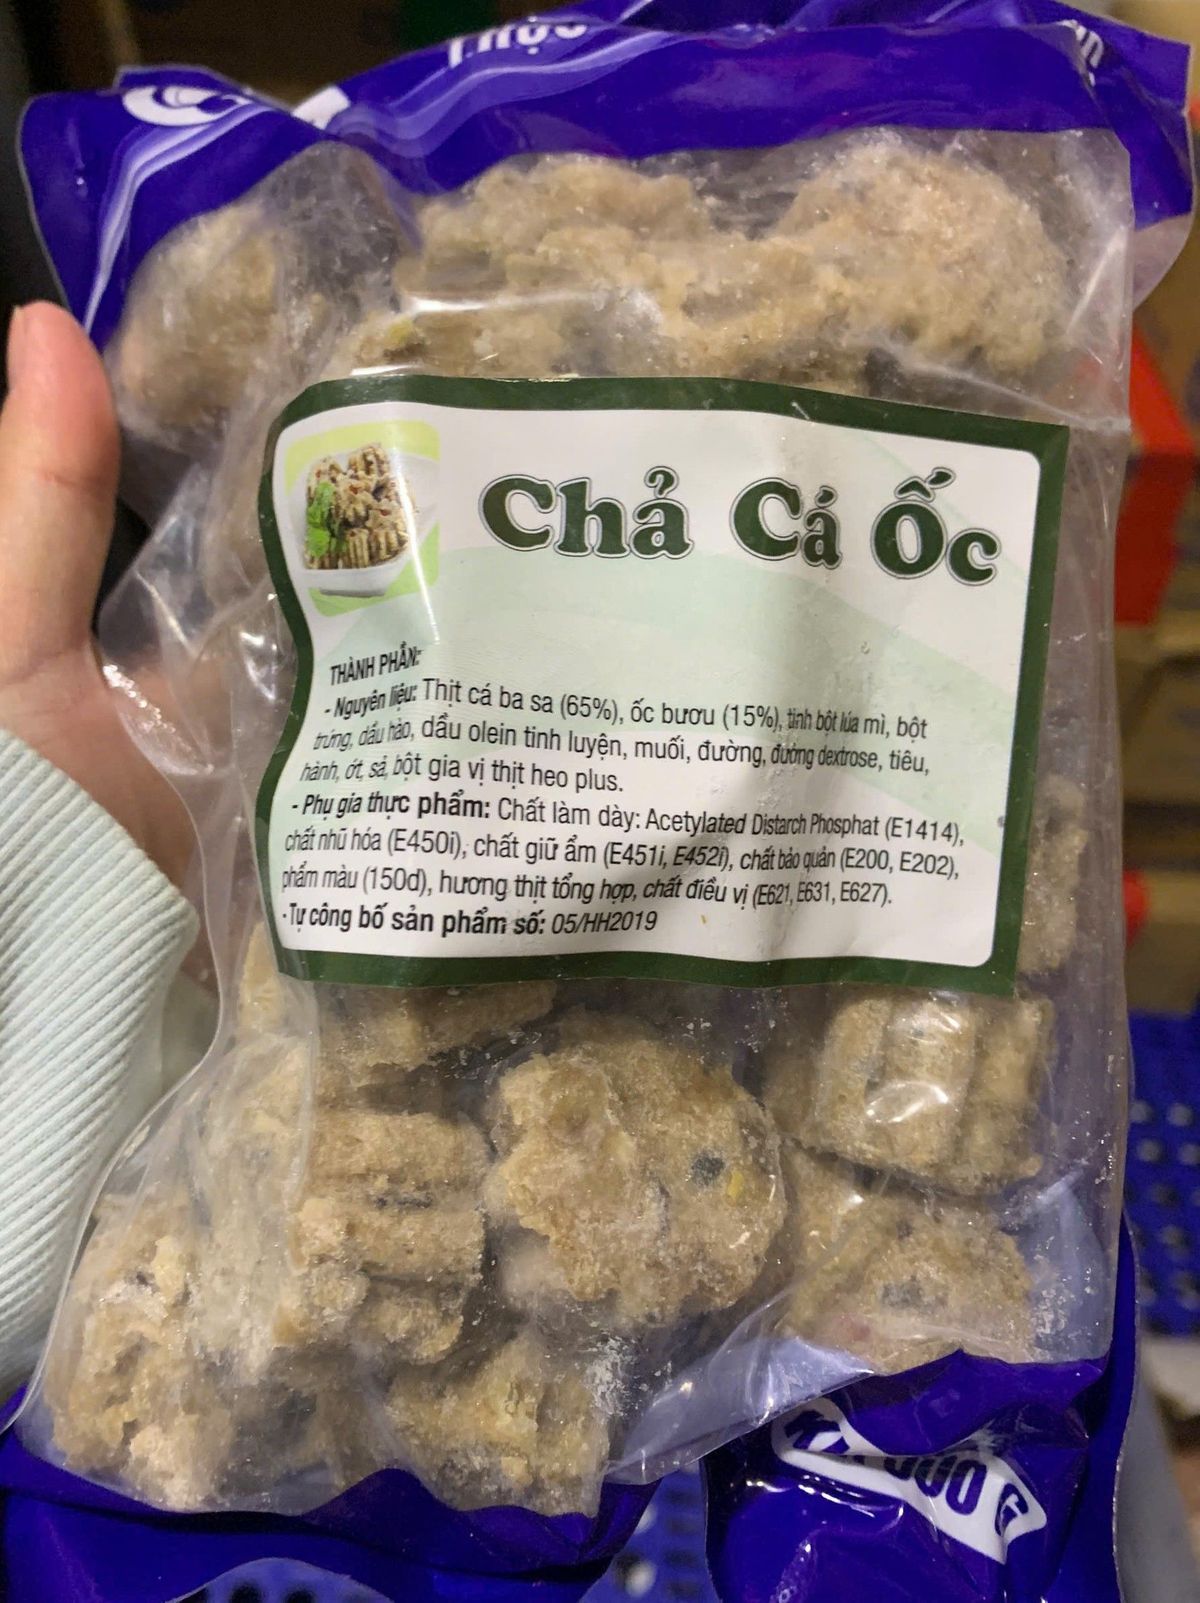 Chả Cá Ốc
THÀNH PHẦN:
- Nguyên liệu: Thịt cá ba sa (65%), ốc bươu (15%), tinh bột lúa mì, bột
trứng, dầu hào, dầu olein tinh luyện, muối, đường, đường dextrose, tiêu,
hành, ớt, sả, bột gia vị thịt heo plus.
- Phụ gia thực phẩm: Chất làm dày: Acetylated Distarch Phosphat (E1414),
chất nhũ hóa (E450i), chất giữ ẩm (E451i, E452i), chất bảo quản (E200, E202),
phẩm màu (150d), hương thịt tổng hợp, chất điều vị (E621, E631, E627).
- Tự công bố sản phẩm số: 05/HH2019
500 G